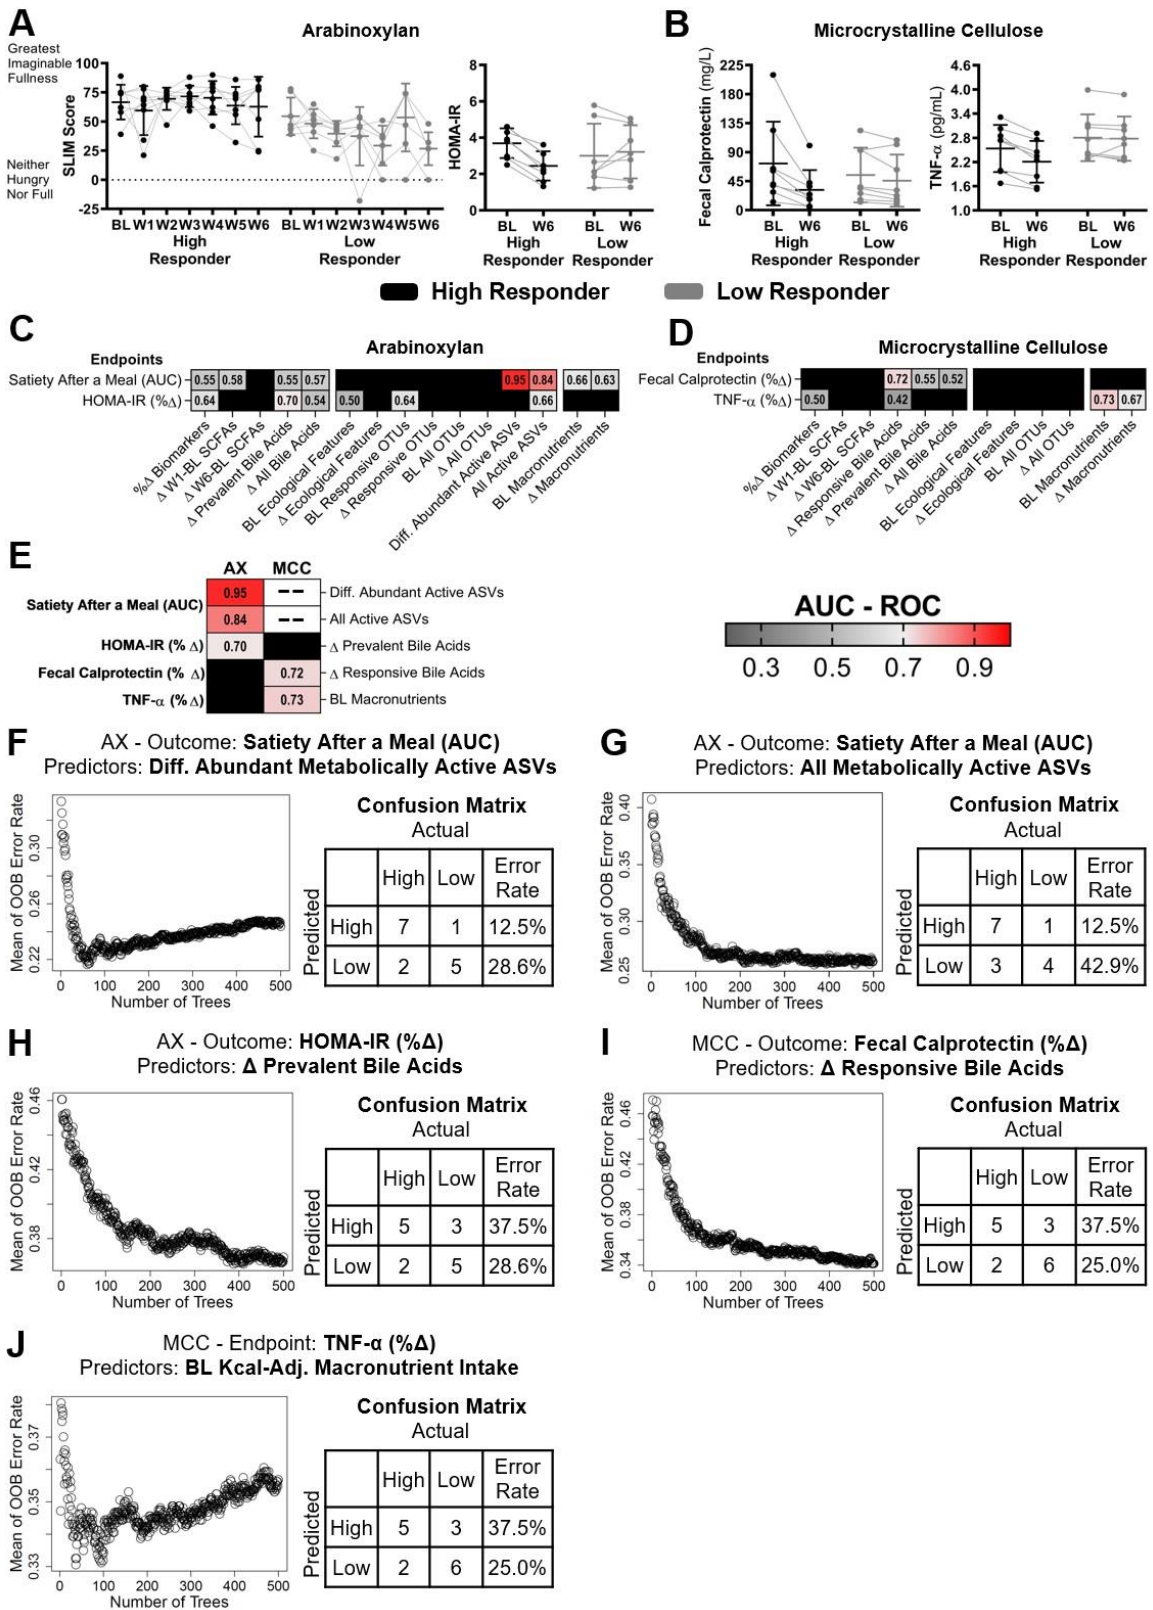 A
Arabinoxylan
Greatest
Imaginable
Fullness
Neither
Hungry
Nor Full
SLIM Score
100
75
50
25
0
-25
BL W1 W2 W3 W4 W5 W6
High
Responder
BL W1 W2 W3 W4 W5 W6
Low
Responder
HOMA-IR
8
6
4
2
0
BL W6
High
Responder
BL W6
Low
Responder
B
Microcrystalline Cellulose
Fecal Calprotectin (mg/L)
225
180
135
90
45
0
BL W6
High
Responder
BL W6
Low
Responder
TNF-α (pg/mL)
4.6
4.0
3.4
2.8
2.2
1.6
1.0
BL W6
High
Responder
BL W6
Low
Responder
High Responder
Low Responder
C
Endpoints
Arabinoxylan
Satiety After a Meal (AUC) 0.55 0.58 0.55 0.57 0.95 0.84 0.66 0.63
HOMA-IR (%Δ) 0.64 0.70 0.54 0.50 0.64 0.66
%Δ Biomarkers
Δ W1-BL SCFAs
Δ W6-BL SCFAs
Δ Prevalent Bile Acids
Δ All Bile Acids
BL Ecological Features
Δ Ecological Features
BL Responsive OTUs
Δ Responsive OTUs
BL All OTUs
Δ All OTUs
Diff. Abundant Active ASVs
All Active ASVs
BL Macronutrients
Δ Macronutrients
D
Endpoints
Microcrystalline Cellulose
Fecal Calprotectin (%Δ) 0.72 0.55 0.52
TNF-α (%Δ) 0.50 0.42 0.73 0.67
%Δ Biomarkers
Δ W1-BL SCFAs
Δ W6-BL SCFAs
Δ Responsive Bile Acids
Δ Prevalent Bile Acids
Δ All Bile Acids
BL Ecological Features
Δ Ecological Features
BL All OTUs
Δ All OTUs
BL Macronutrients
Δ Macronutrients
E
AX MCC
Satiety After a Meal (AUC)
0.95 -- Diff. Abundant Active ASVs
0.84 -- All Active ASVs
HOMA-IR (% Δ) 0.70 Δ Prevalent Bile Acids
Fecal Calprotectin (% Δ) 0.72 Δ Responsive Bile Acids
TNF-α (% Δ) 0.73 BL Macronutrients
AUC - ROC
0.3 0.5 0.7 0.9
F
AX - Outcome: Satiety After a Meal (AUC)
Predictors: Diff. Abundant Metabolically Active ASVs
Mean of OOB Error Rate
0.30
0.26
0.22
0 100 200 300 400 500
Number of Trees
Confusion Matrix
Actual
Predicted
High Low Error Rate
High 7 1 12.5%
Low 2 5 28.6%
G
AX - Outcome: Satiety After a Meal (AUC)
Predictors: All Metabolically Active ASVs
Mean of OOB Error Rate
0.40
0.35
0.30
0.25
0 100 200 300 400 500
Number of Trees
Confusion Matrix
Actual
Predicted
High Low Error Rate
High 7 1 12.5%
Low 3 4 42.9%
H
AX - Outcome: HOMA-IR (%Δ)
Predictors: Δ Prevalent Bile Acids
Mean of OOB Error Rate
0.46
0.42
0.38
0 100 200 300 400 500
Number of Trees
Confusion Matrix
Actual
Predicted
High Low Error Rate
High 5 3 37.5%
Low 2 5 28.6%
I
MCC - Outcome: Fecal Calprotectin (%Δ)
Predictors: Δ Responsive Bile Acids
Mean of OOB Error Rate
0.46
0.42
0.38
0.34
0 100 200 300 400 500
Number of Trees
Confusion Matrix
Actual
Predicted
High Low Error Rate
High 5 3 37.5%
Low 2 6 25.0%
J
MCC - Endpoint: TNF-α (%Δ)
Predictors: BL Kcal-Adj. Macronutrient Intake
Mean of OOB Error Rate
0.37
0.35
0.33
0 100 200 300 400 500
Number of Trees
Confusion Matrix
Actual
Predicted
High Low Error Rate
High 5 3 37.5%
Low 2 6 25.0%